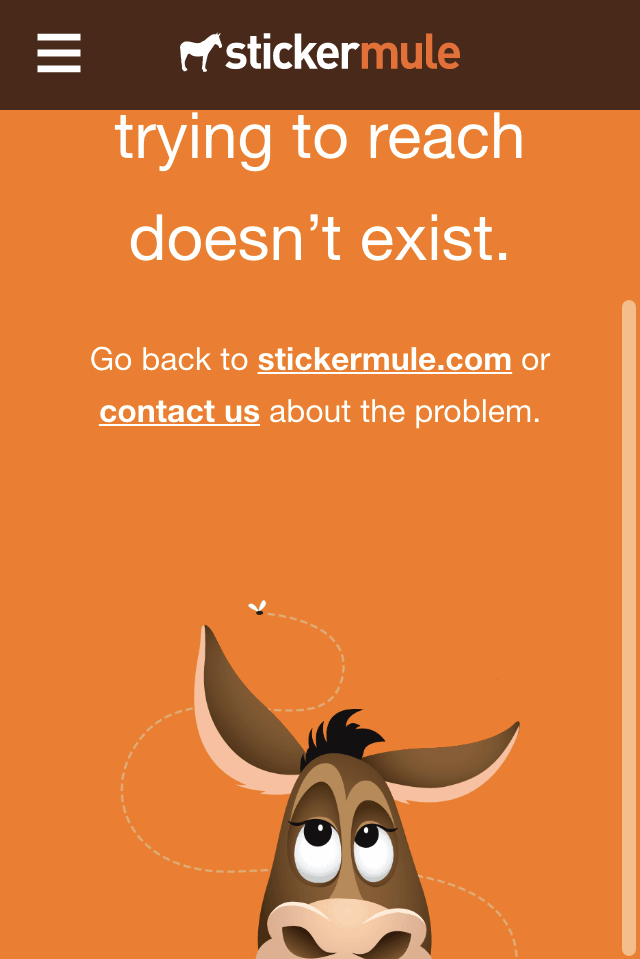 stickermule
trying to reach
doesn’t exist.
Go back to stickermule.com or
contact us about the problem.